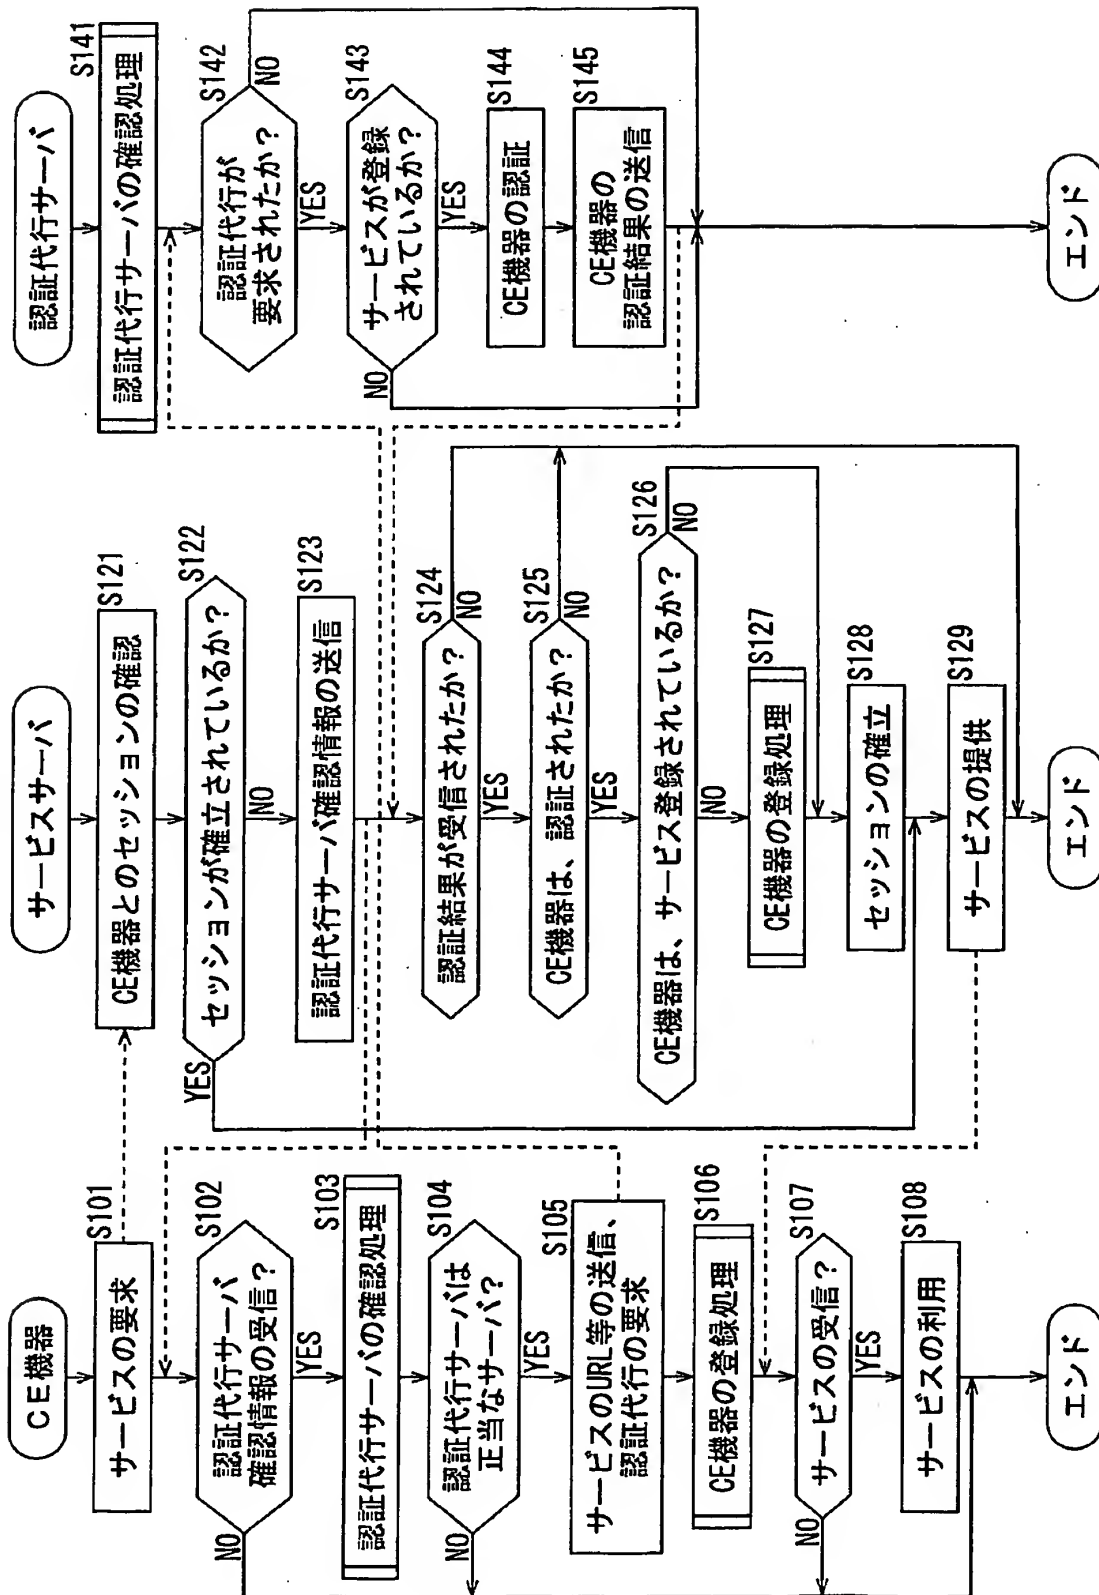 CE機器
S101
サービスの要求
S102
認証代行サーバ
確認情報の受信？
NO
YES
S103
認証代行サーバの確認処理
S104
認証代行サーバは
正当なサーバ？
NO
YES
S105
サービスのURL等の送信、
認証代行の要求
S106
CE機器の登録処理
S107
サービスの受信？
NO
YES
S108
サービスの利用
エンド
サービスサーバ
S121
CE機器とのセッションの確認
S122
セッションが確立されているか？
YES
NO
S123
認証代行サーバ確認情報の送信
S124
認証結果が受信されたか？
NO
YES
S125
CE機器は、認証されたか？
NO
YES
S126
CE機器は、サービス登録されているか？
NO
NO
S127
CE機器の登録処理
S128
セッションの確立
S129
サービスの提供
エンド
認証代行サーバ
S141
認証代行サーバの確認処理
S142
認証代行が
要求されたか？
NO
YES
S143
サービスが登録
されているか？
NO
YES
S144
CE機器の認証
S145
CE機器の
認証結果の送信
エンド